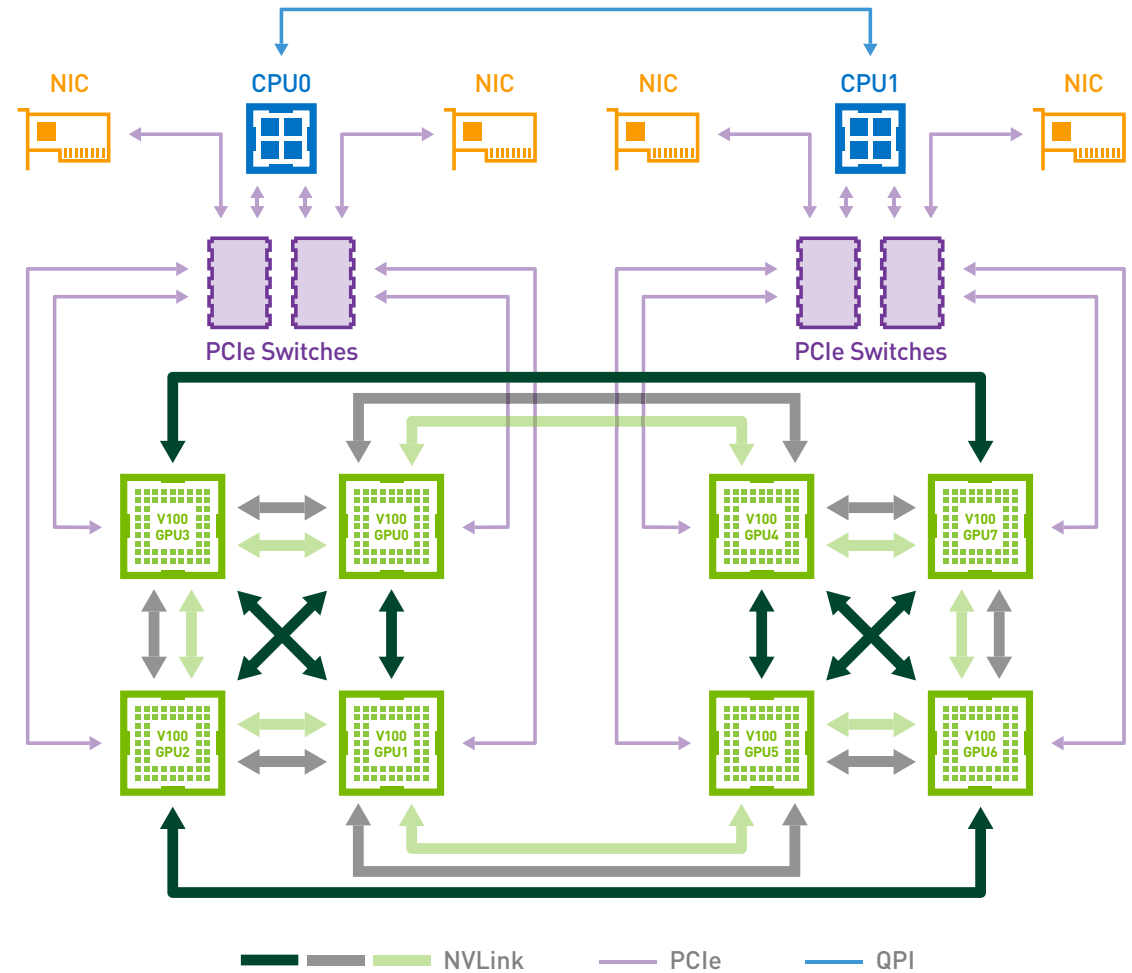 NIC
CPU0
NIC
NIC
CPU1
NIC
PCIe Switches
PCIe Switches
V100
GPU3
V100
GPU0
V100
GPU4
V100
GPU7
V100
GPU2
V100
GPU1
V100
GPU5
V100
GPU6
NVLink
PCIe
QPI